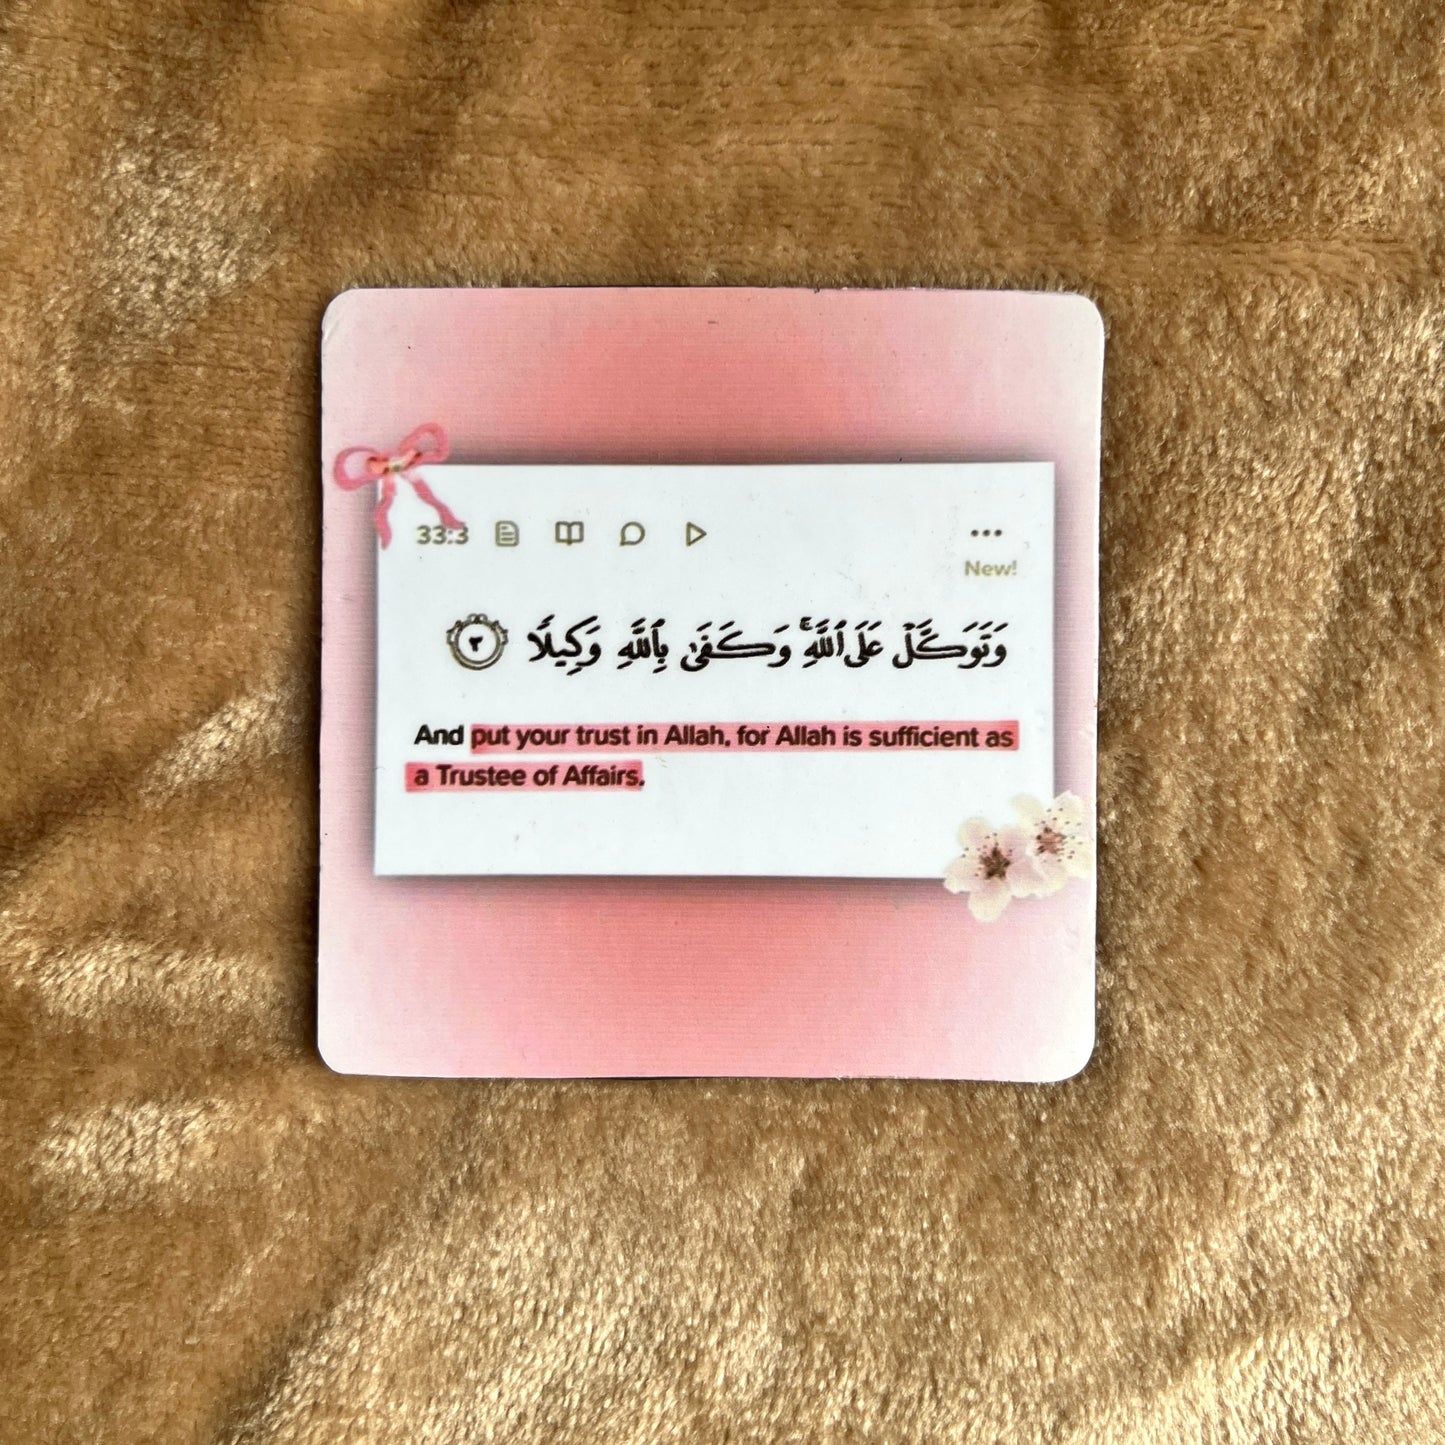 33:3
New!
وَتَوَكَّلْ عَلَى ٱللَّهِ ۚ وَكَفَىٰ بِٱللَّهِ وَكِيلًا ٣
And put your trust in Allah, for Allah is sufficient as
a Trustee of Affairs.